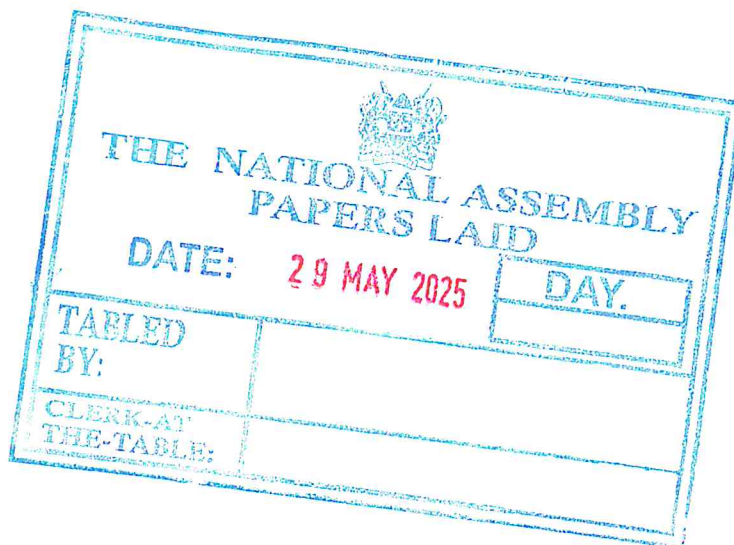 THE NATIONAL ASSEMBLY
PAPERS LAID
DATE: 29 MAY 2025
DAY.
TABLED
BY:
CLERK-AT
THE-TABLE: